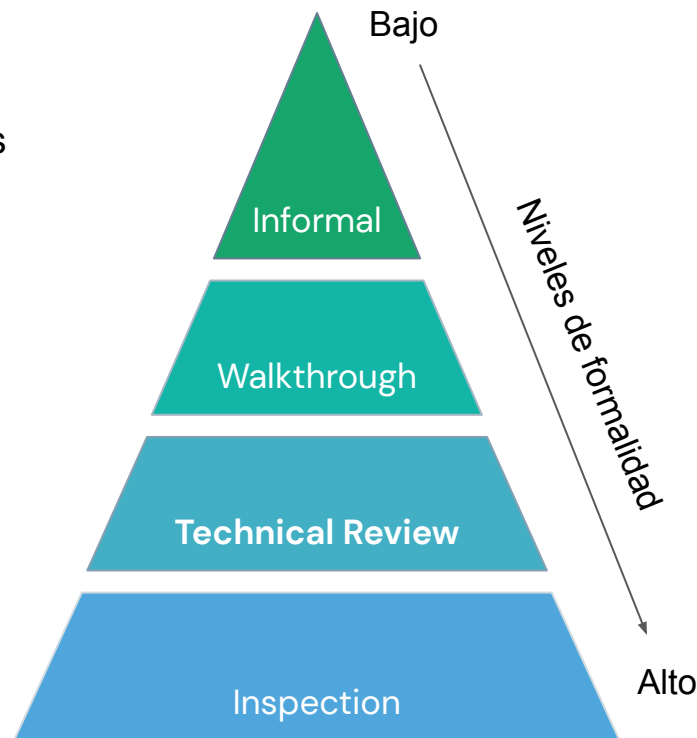 Bajo
s
Informal
Niveles de formalidad
Walkthrough
Technical Review
Inspection
Alto